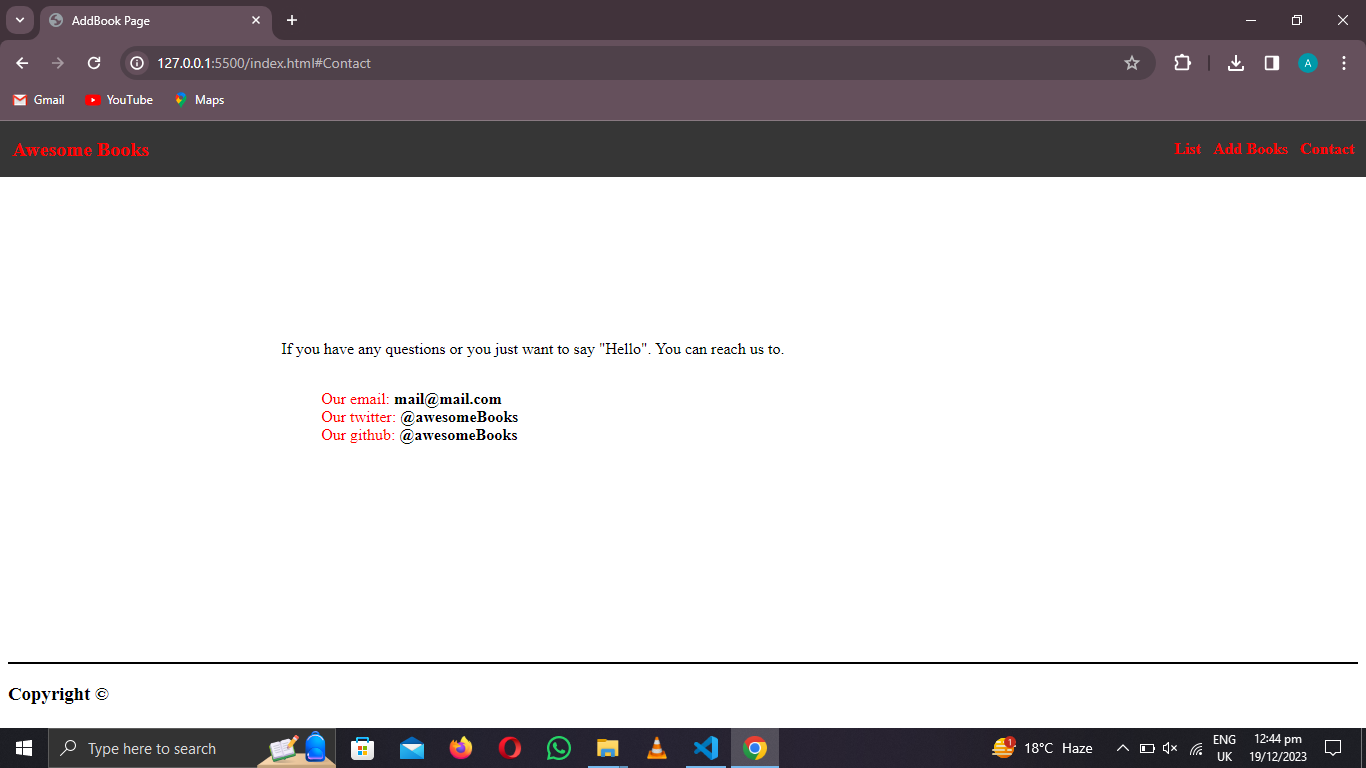 AddBook Page
127.0.0.1:5500/index.html#Contact
A
Gmail YouTube Maps
Awesome Books List Add Books Contact
If you have any questions or you just want to say "Hello". You can reach us to.
Our email: mail@mail.com
Our twitter: @awesomeBooks
Our github: @awesomeBooks
Copyright ©
Type here to search 1 18°C Haze ENG 12:44 pm
UK 19/12/2023